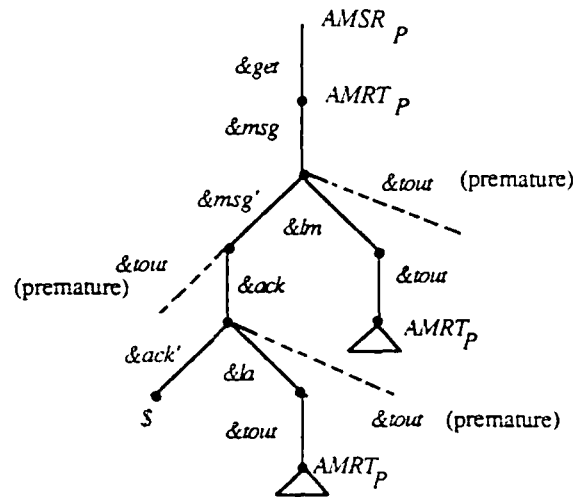 AMSR P
&get
AMRT P
&msg
&tout (premature)
&msg'
&lm
&tout
(premature)
&ack
&tout
AMRT P
&ack'
&la
&tout (premature)
$
&tout
AMRT P